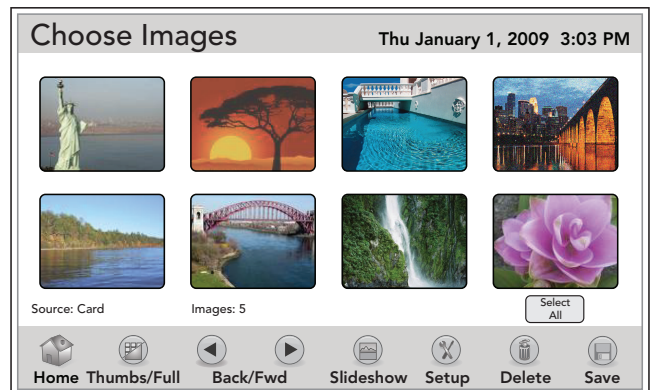 Choose Images Thu January 1, 2009 3:03 PM
Source: Card Images: 5 Select
All
Home Thumbs/Full Back/Fwd Slideshow Setup Delete Save